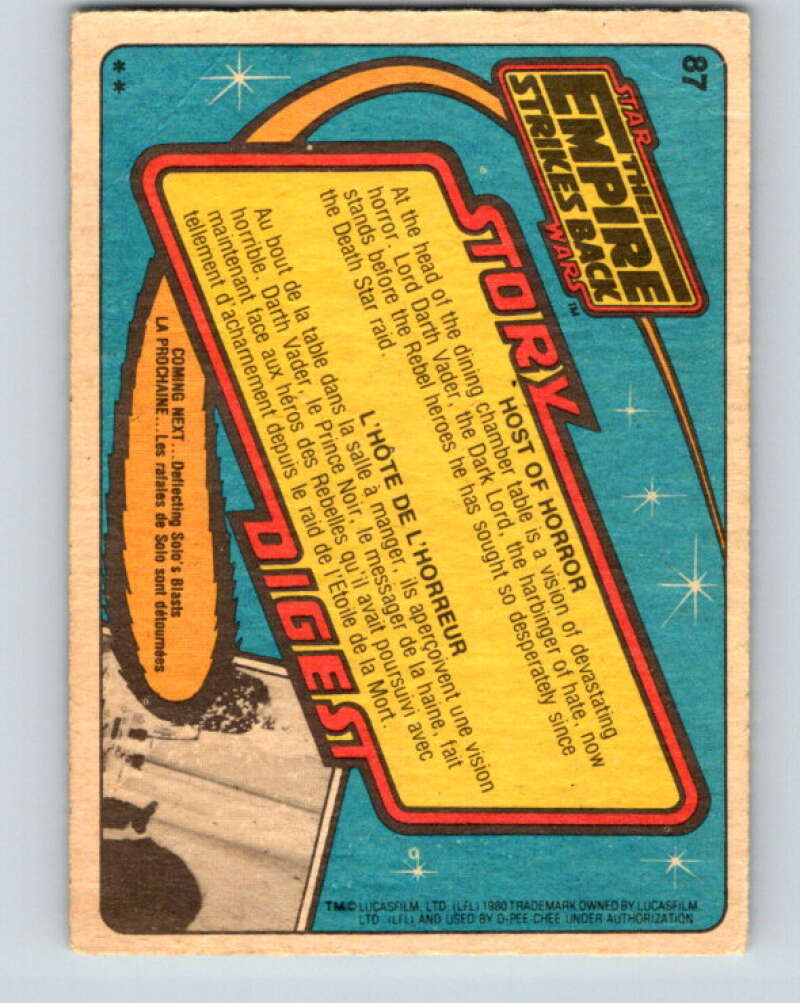 87
STAR
THE
EMPIRE
STRIKES BACK
WARS™
STORY
DIGEST
HOST OF HORROR
At the head of the dining chamber table is a vision of devastating
horror. Lord Darth Vader, the Dark Lord, the harbinger of hate, now
stands before the Rebel heroes he has sought so desperately since
the Death Star raid.
L'HÔTE DE L'HORREUR
Au bout de la table dans la salle à manger, ils aperçoivent une vision
horrible. Darth Vader, le Prince Noir, le messager de la haine, fait
maintenant face aux héros des Rebelles qu'il avait poursuivi avec
tellement d'acharnement depuis le raid de l'Etoile de la Mort.
COMING NEXT...Deflecting Solo's Blasts
LA PROCHAINE...Les rafales de Solo sont détournées
**
TM © LUCASFILM, LTD. (LFL) 1980 TRADEMARK OWNED BY LUCASFILM,
LTD. (LFL) AND USED BY O-PEE-CHEE UNDER AUTHORIZATION